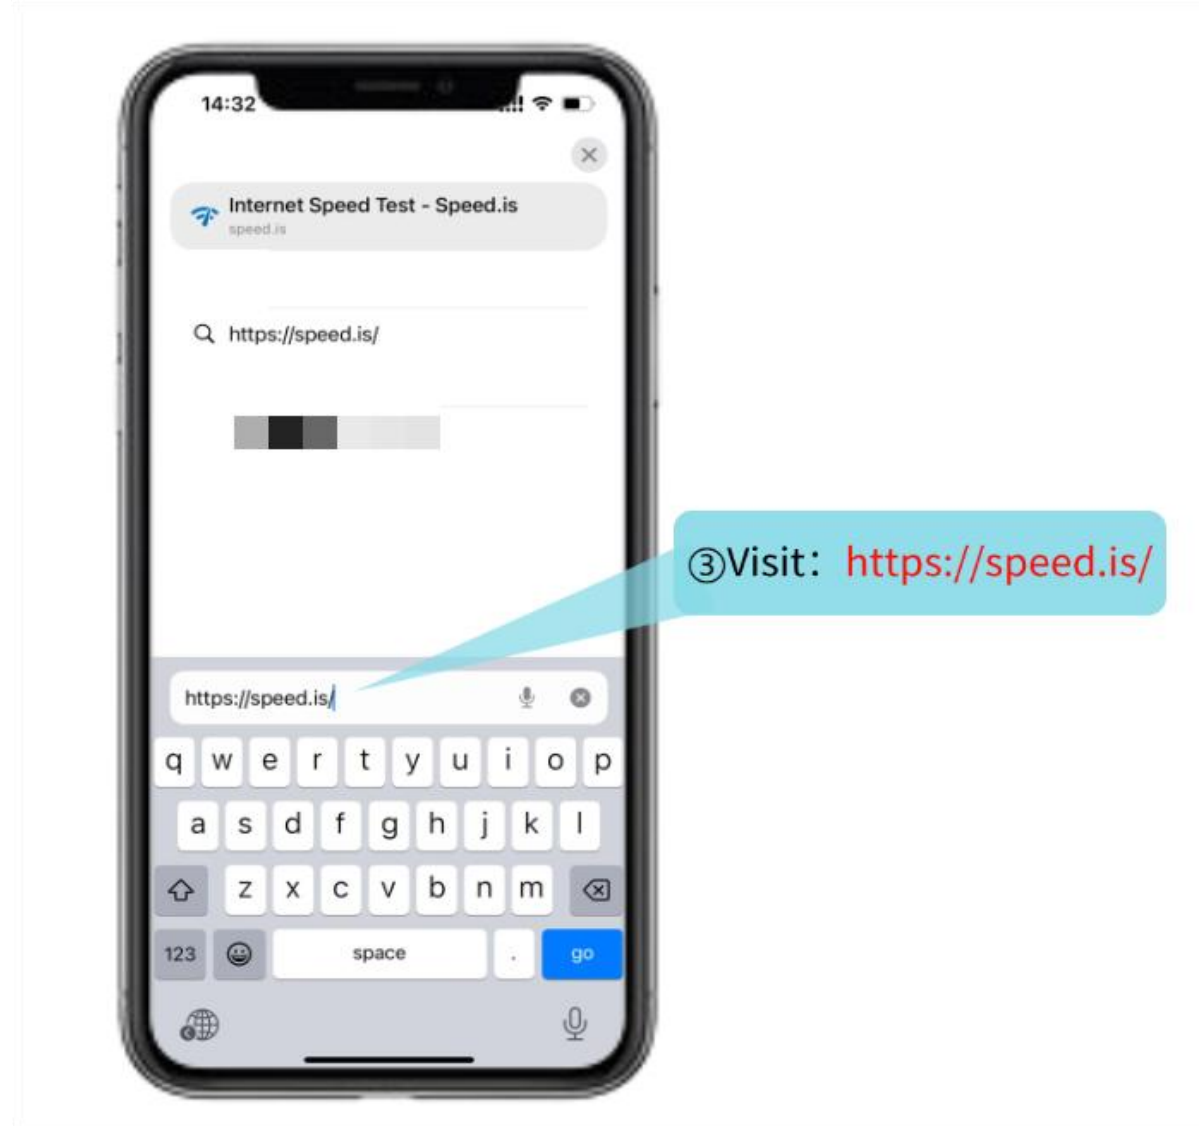 14:32
Internet Speed Test - Speed.is
speed.is
https://speed.is/
③Visit：https://speed.is/
https://speed.is/
q w e r t y u i o p
a s d f g h j k l
z x c v b n m
123 space . go